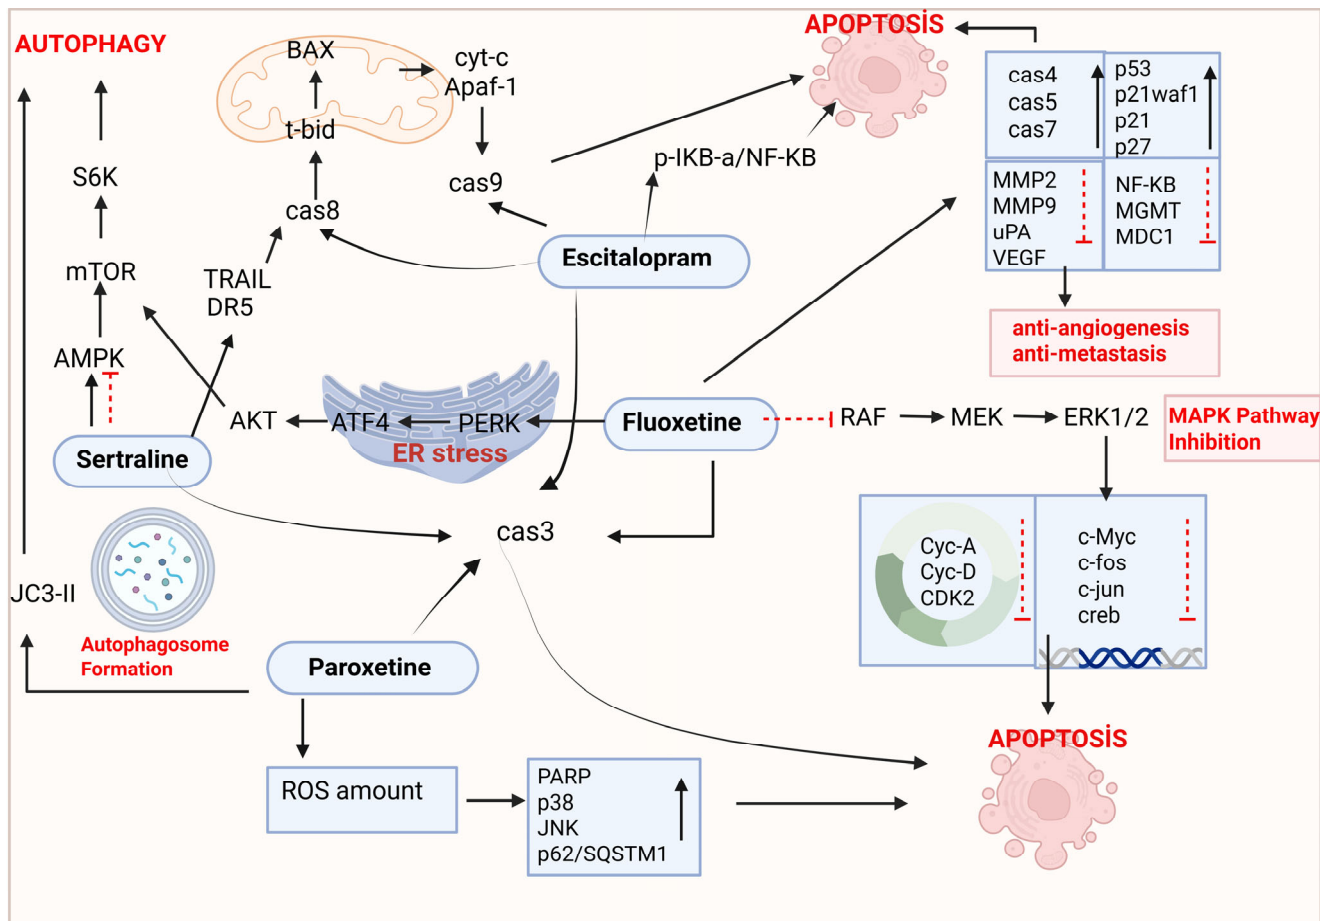 AUTOPHAGY
S6K
mTOR
AMPK
Sertraline
JC3-II
Autophagosome
Formation
BAX
t-bid
cas8
cyt-c
Apaf-1
cas9
TRAIL
DR5
AKT
ATF4
PERK
ER stress
Escitalopram
p-IKB-a/NF-KB
APOPTOSİS
cas4
cas5
cas7
p53
p21waf1
p21
p27
MMP2
MMP9
uPA
VEGF
NF-KB
MGMT
MDC1
anti-angiogenesis
anti-metastasis
Fluoxetine
RAF
MEK
ERK1/2
MAPK Pathway
Inhibition
cas3
Cyc-A
Cyc-D
CDK2
c-Myc
c-fos
c-jun
creb
Paroxetine
ROS amount
PARP
p38
JNK
p62/SQSTM1
APOPTOSİS